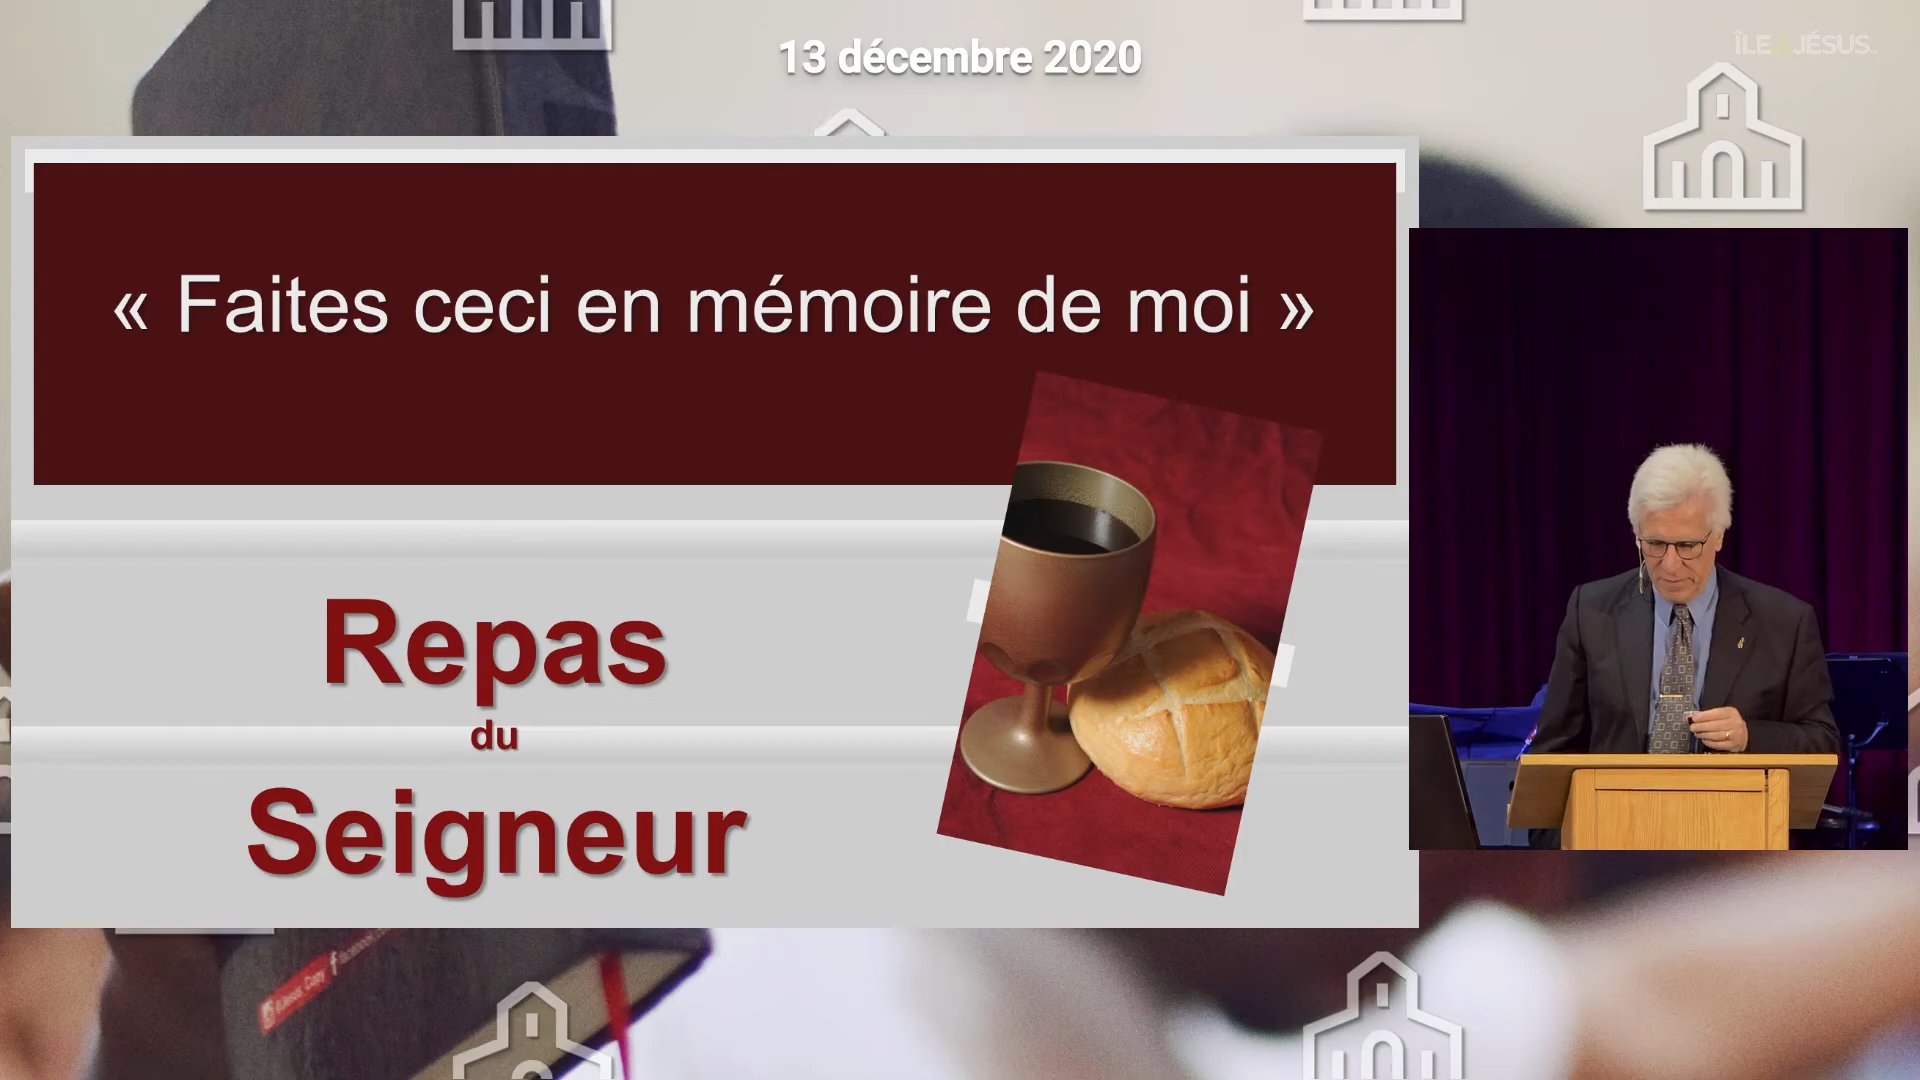 13 décembre 2020
ÎLE JÉSUS
« Faites ceci en mémoire de moi »
Repas
du
Seigneur